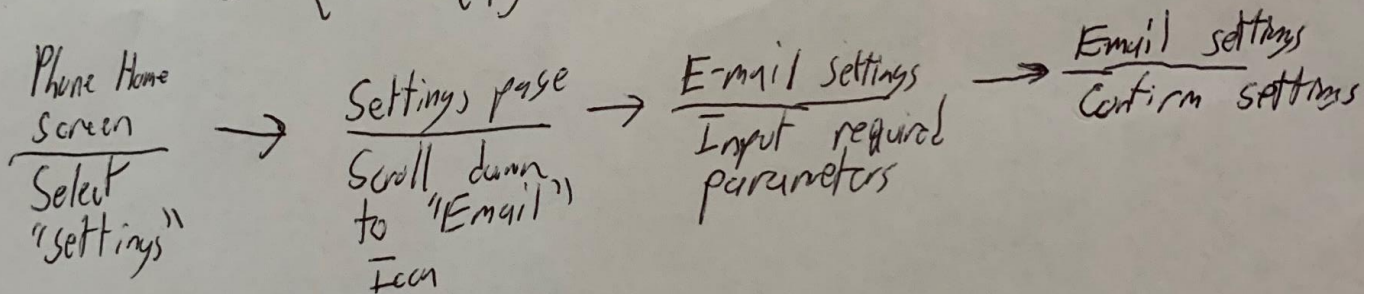 Phone Home
Screen
Select
"settings"
→
Settings page
Scroll down
to "Email"
Icon
→
E-mail settings
Input required
parameters
→
Email settings
Confirm settings